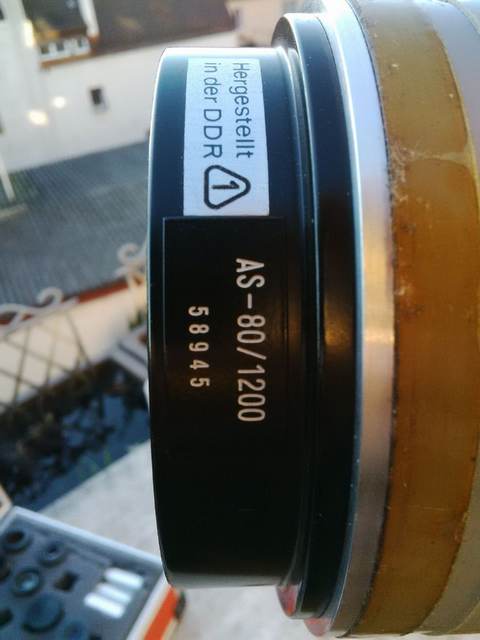 Hergestellt
in der DDR 1
AS-80/1200
58945